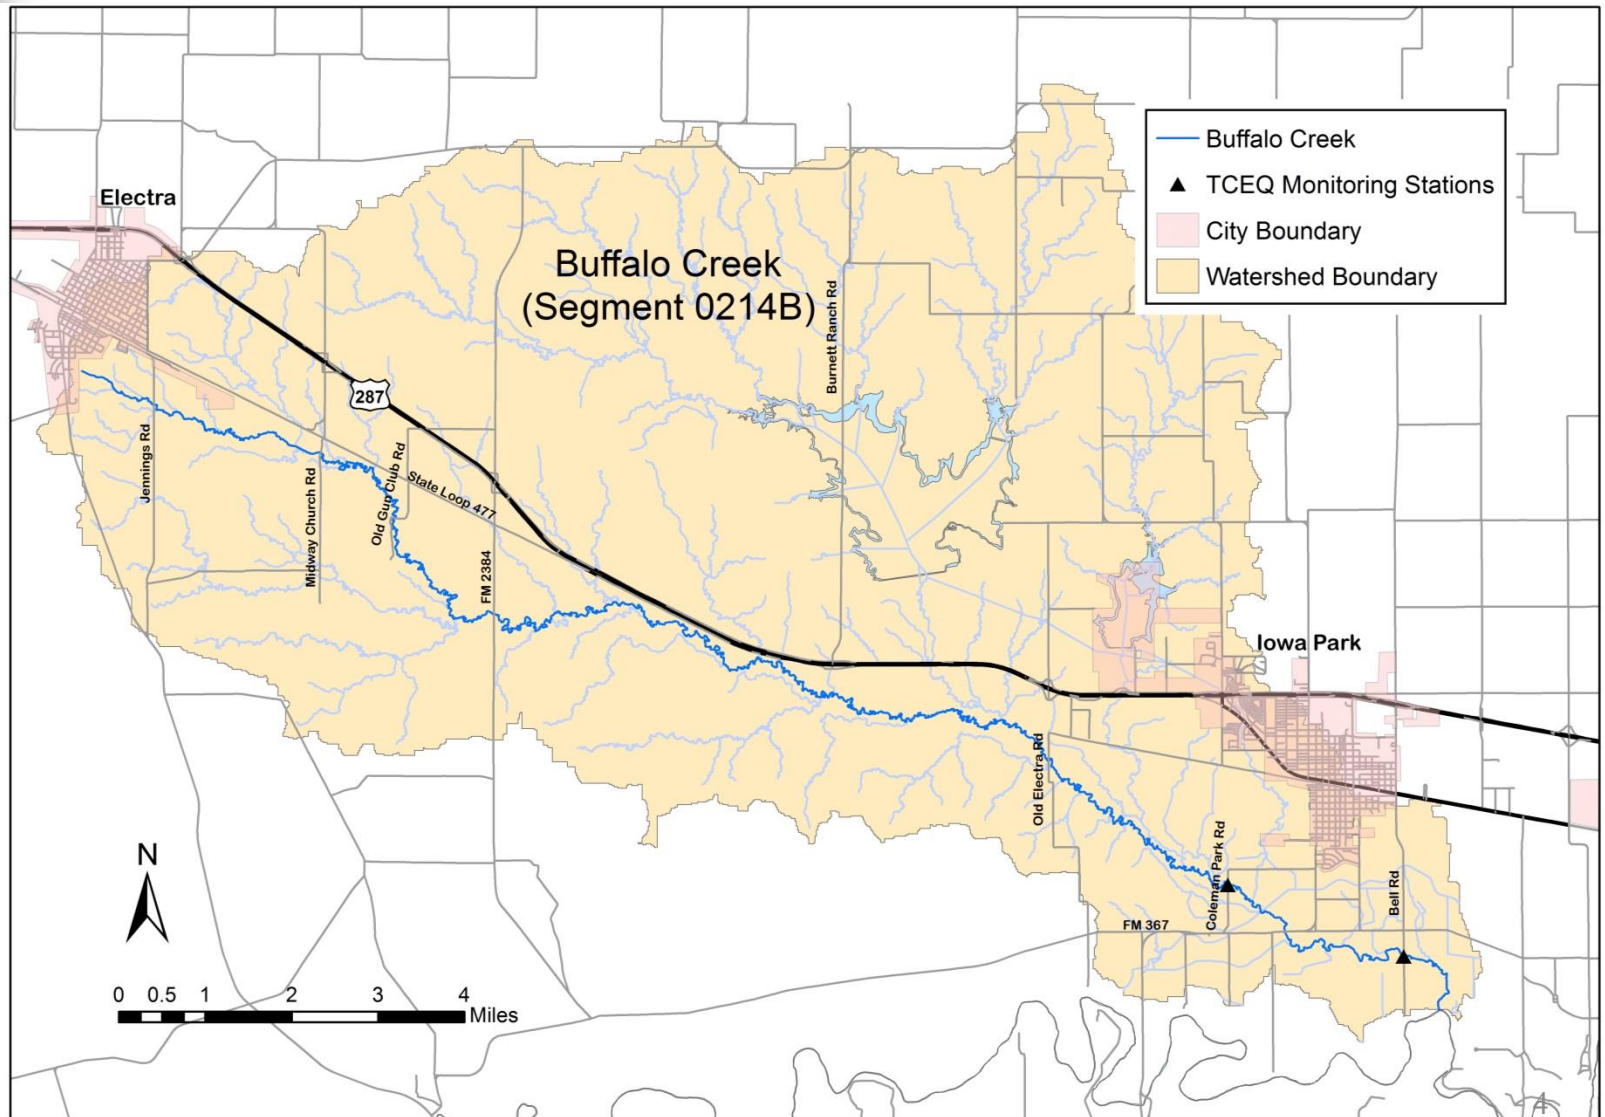 Electra
Buffalo Creek
(Segment 0214B)
Buffalo Creek
TCEQ Monitoring Stations
City Boundary
Watershed Boundary
287
Burnett Ranch Rd
Jennings Rd
Midway Church Rd
Old Gun Club Rd
State Loop 477
FM 2384
Iowa Park
Old Electra Rd
Coleman Park Rd
Bell Rd
FM 367
N
0 0.5 1 2 3 4
Miles
4